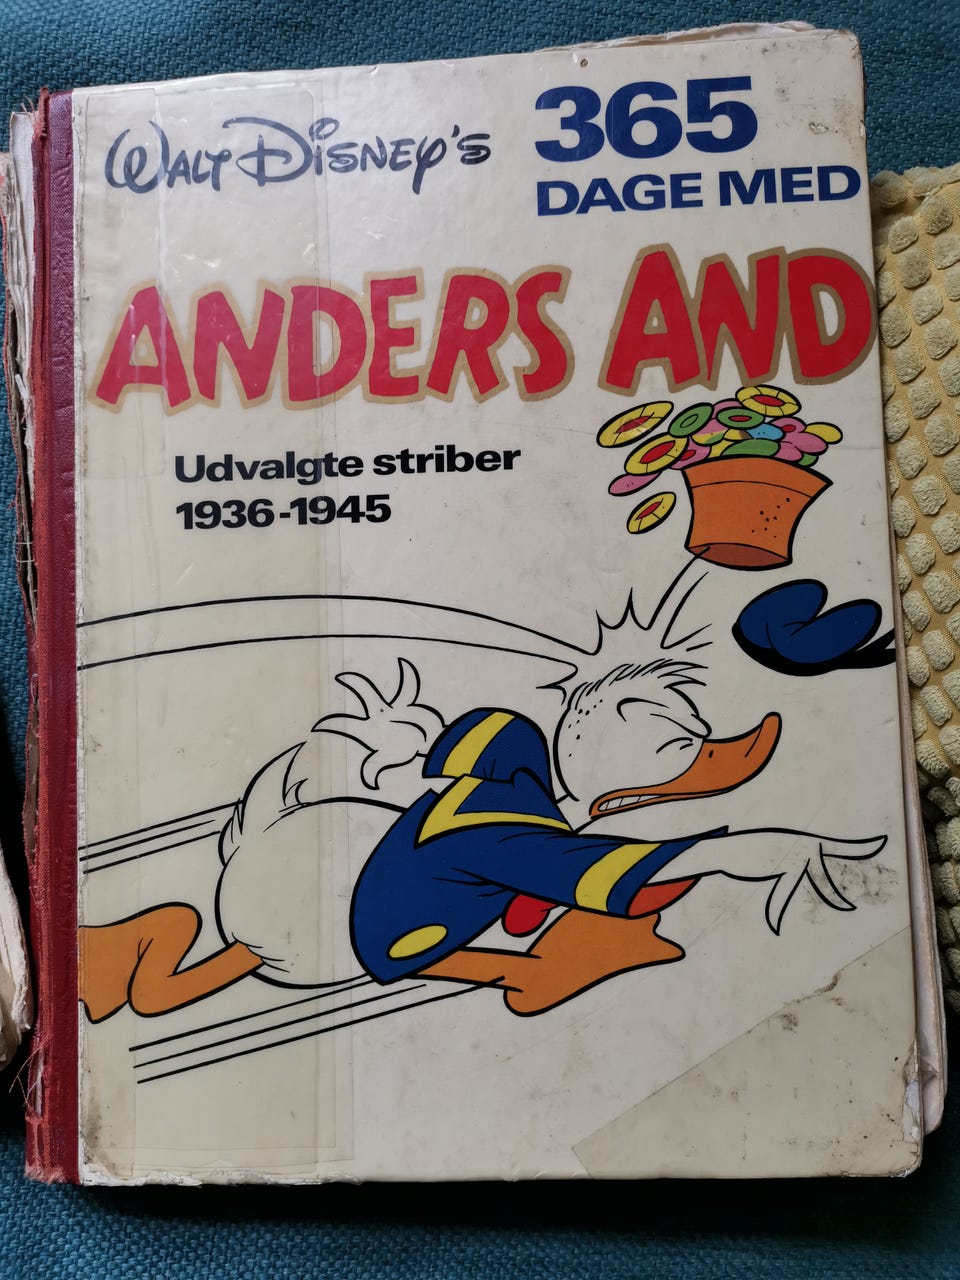 WALT DISNEY'S
365
DAGE MED
ANDERS AND
Udvalgte striber
1936-1945